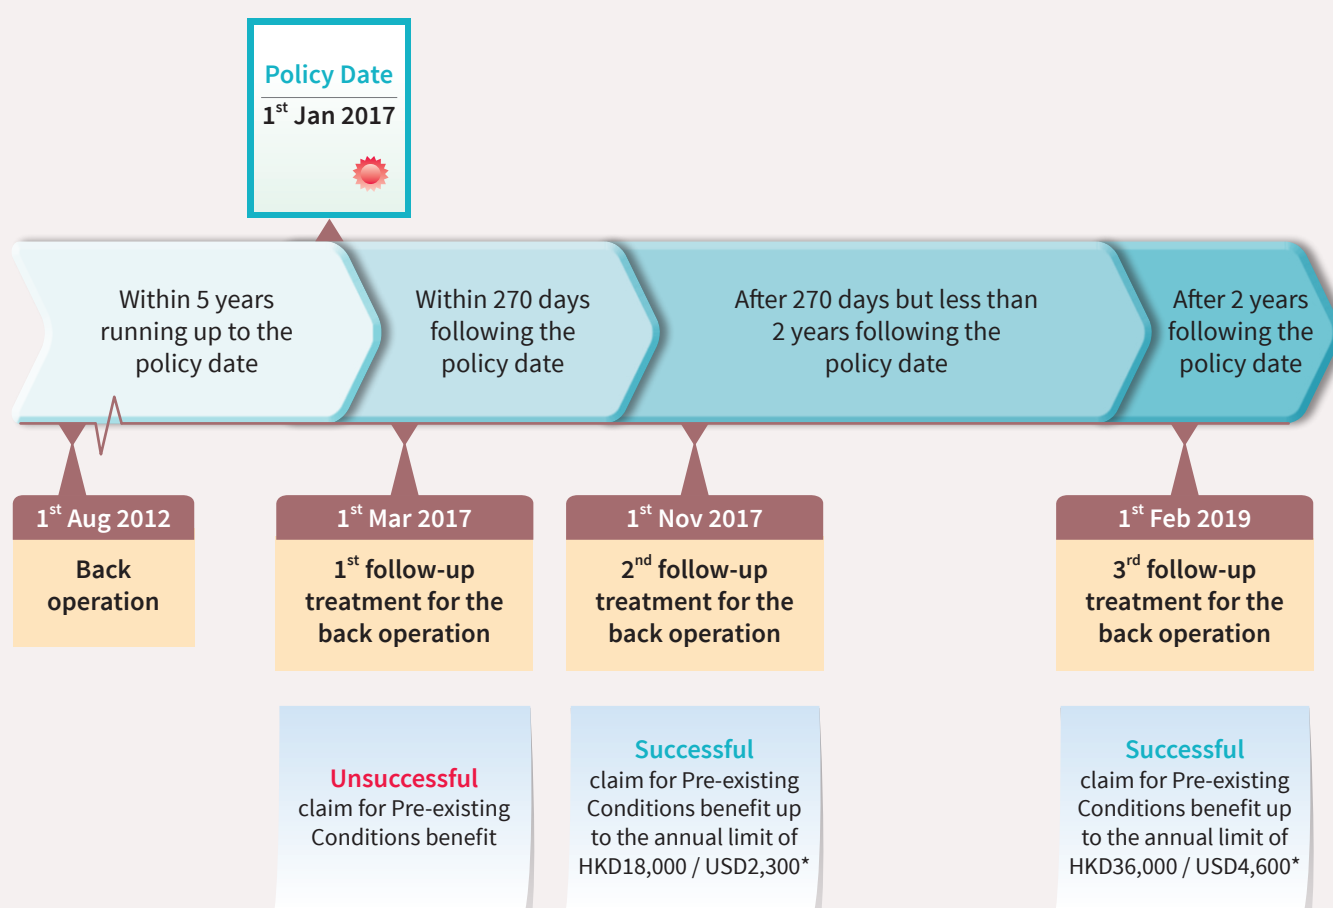 Policy Date
1st Jan 2017
Within 5 years
running up to the
policy date
Within 270 days
following the
policy date
After 270 days but less than
2 years following the
policy date
After 2 years
following the
policy date
1st Aug 2012
Back
operation
1st Mar 2017
1st follow-up
treatment for the
back operation
Unsuccessful
claim for Pre-existing
Conditions benefit
1st Nov 2017
2nd follow-up
treatment for the
back operation
Successful
claim for Pre-existing
Conditions benefit up
to the annual limit of
HKD18,000 / USD2,300*
1st Feb 2019
3rd follow-up
treatment for the
back operation
Successful
claim for Pre-existing
Conditions benefit up
to the annual limit of
HKD36,000 / USD4,600*